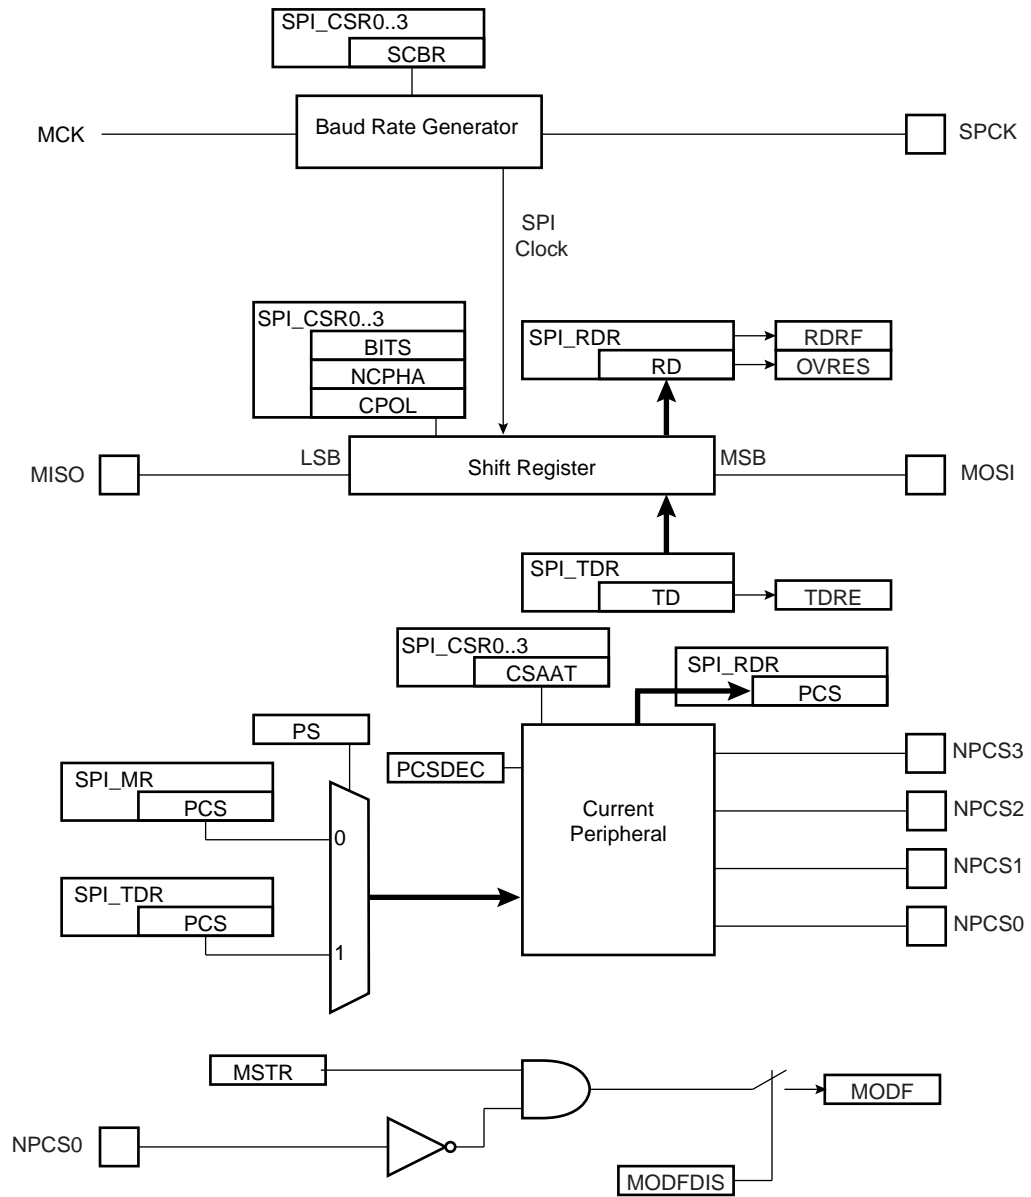 SPI_CSR0..3
SCBR
MCK
Baud Rate Generator
SPCK
SPI
Clock
SPI_CSR0..3
BITS
NCPHA
CPOL
SPI_RDR
RD
RDRF
OVRES
MISO
LSB
Shift Register
MSB
MOSI
SPI_TDR
TD
TDRE
SPI_CSR0..3
CSAAT
SPI_RDR
PCS
PS
PCSDEC
NPCS3
SPI_MR
PCS
0
Current
Peripheral
NPCS2
NPCS1
SPI_TDR
PCS
1
NPCS0
MSTR
MODF
NPCS0
MODFDIS